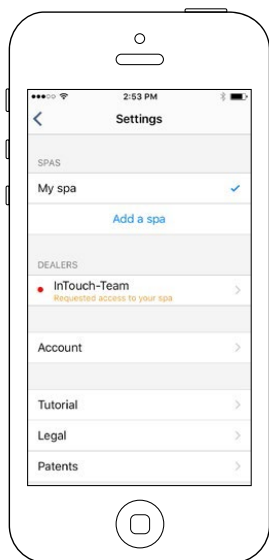 2:53 PM
Settings
SPAS
My spa
Add a spa
DEALERS
InTouch-Team
Requested access to your spa
Account
Tutorial
Legal
Patents